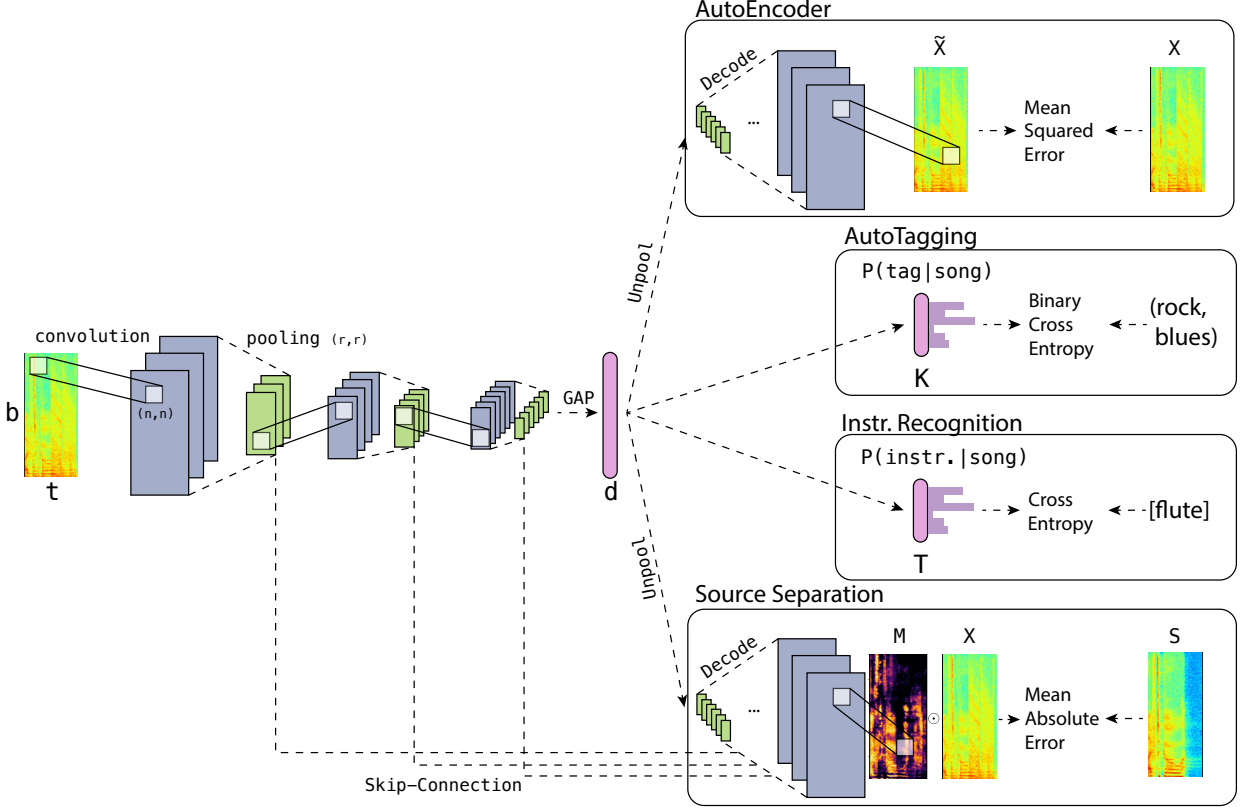 AutoEncoder
Decode
...
X̃
X
Mean
Squared
Error
Unpool
AutoTagging
P(tag|song)
K
Binary
Cross
Entropy
(rock,
blues)
convolution
pooling (r,r)
(n,n)
b
t
GAP
d
Instr. Recognition
P(instr.|song)
T
Cross
Entropy
[flute]
Unpool
Source Separation
Decode
...
M
⊙
X
Mean
Absolute
Error
S
Skip-Connection